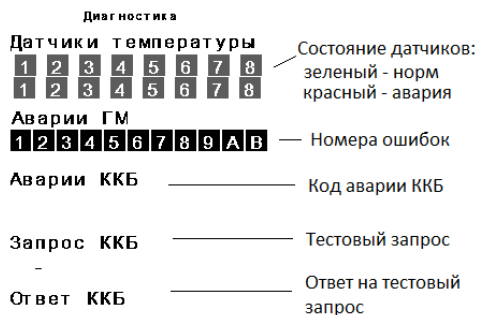 Диагностика
Датчики температуры
1 2 3 4 5 6 7 8
1 2 3 4 5 6 7 8
Состояние датчиков:
зеленый - норм
красный - авария
Аварии ГМ
1 2 3 4 5 6 7 8 9 A B
Номера ошибок
Аварии ККБ
Код аварии ККБ
Запрос ККБ
Тестовый запрос
-
Ответ ККБ
Ответ на тестовый
запрос